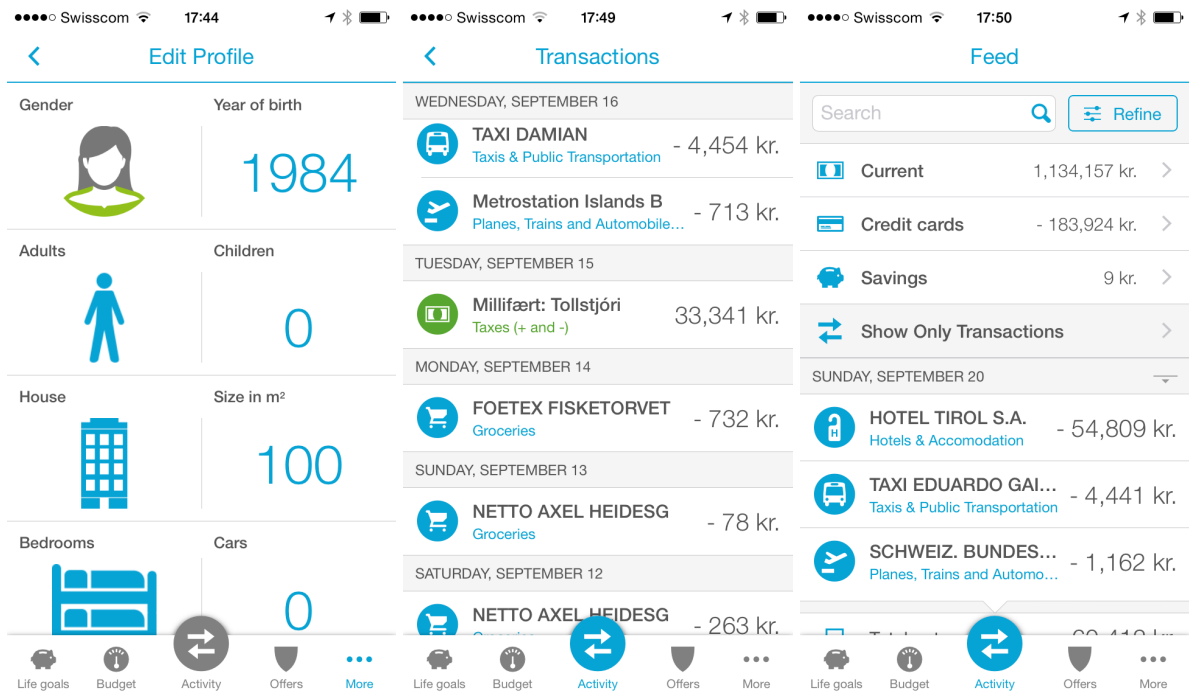 Swisscom 17:44
Edit Profile
Gender Year of birth
1984
Adults Children
0
House Size in m²
100
Bedrooms Cars
0
Life goals Budget Activity Offers More
Swisscom 17:49
Transactions
WEDNESDAY, SEPTEMBER 16
TAXI DAMIAN - 4,454 kr.
Taxis & Public Transportation
Metrostation Islands B - 713 kr.
Planes, Trains and Automobile...
TUESDAY, SEPTEMBER 15
Millifært: Tollstjóri 33,341 kr.
Taxes (+ and -)
MONDAY, SEPTEMBER 14
FOETEX FISKETORVET - 732 kr.
Groceries
SUNDAY, SEPTEMBER 13
NETTO AXEL HEIDESG - 78 kr.
Groceries
SATURDAY, SEPTEMBER 12
NETTO AXEL HEIDESG - 263 kr.
Life goals Budget Activity Offers More
Swisscom 17:50
Feed
Search Refine
Current 1,134,157 kr.
Credit cards - 183,924 kr.
Savings 9 kr.
Show Only Transactions
SUNDAY, SEPTEMBER 20
HOTEL TIROL S.A. - 54,809 kr.
Hotels & Accomodation
H
TAXI EDUARDO GAI... - 4,441 kr.
Taxis & Public Transportation
SCHWEIZ. BUNDES... - 1,162 kr.
Planes, Trains and Automo...
Life goals Budget Activity Offers More